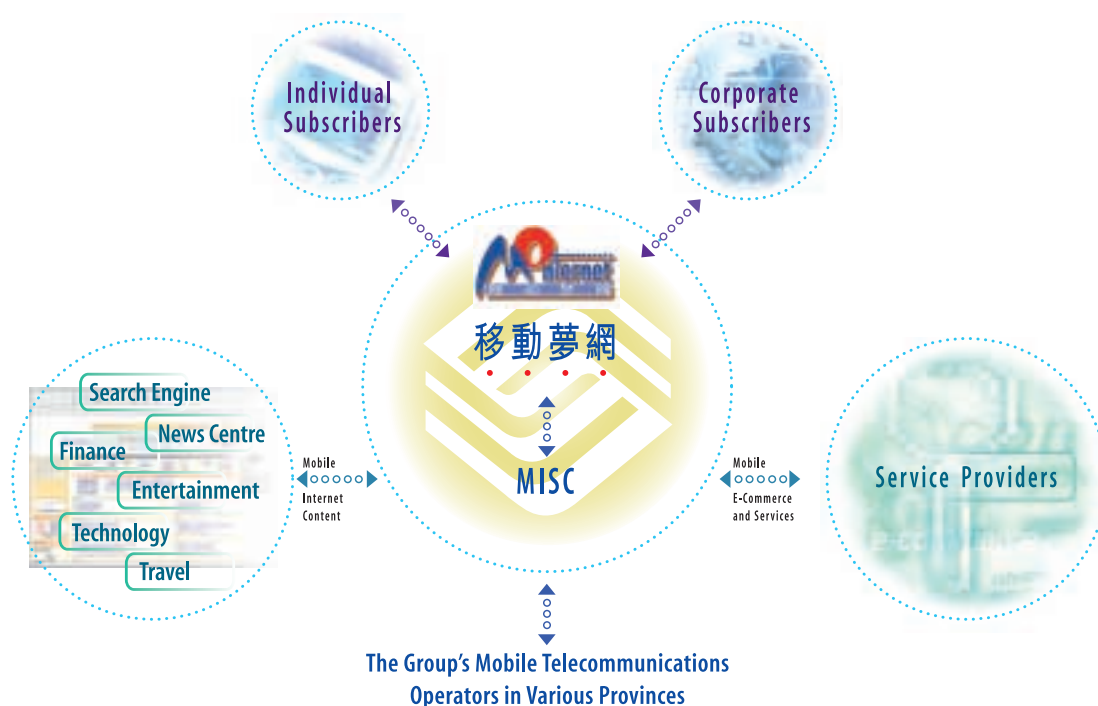 Individual
Subscribers
Corporate
Subscribers
M nternet
移動夢網
MISC
Search Engine
News Centre
Finance
Entertainment
Technology
Travel
Mobile
Internet
Content
Mobile
E-Commerce
and Services
Service Providers
The Group's Mobile Telecommunications
Operators in Various Provinces